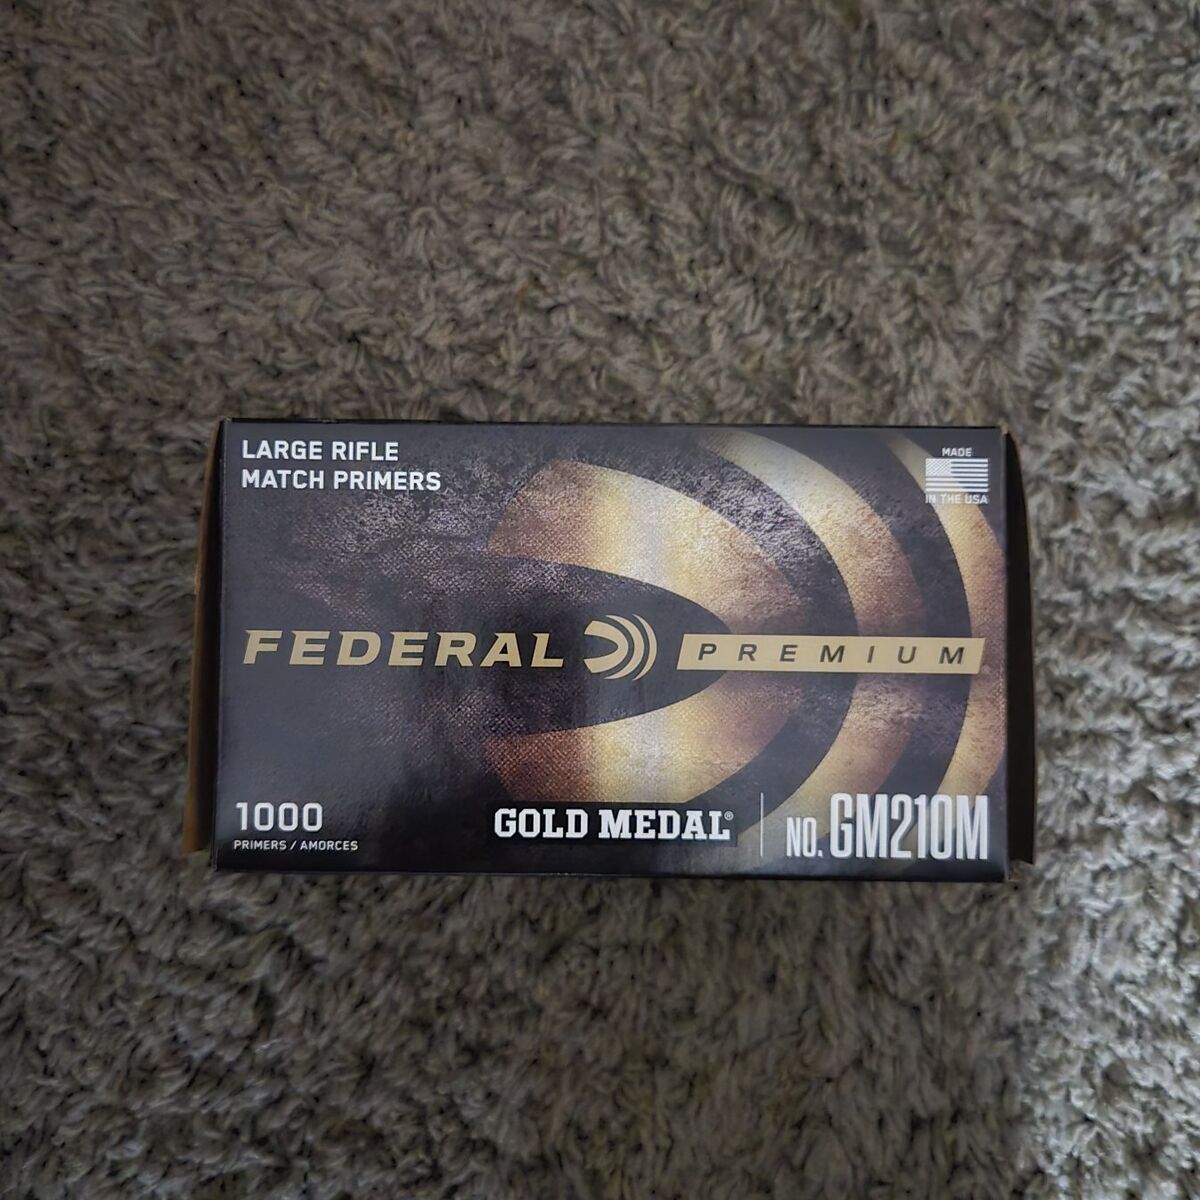 LARGE RIFLE
MATCH PRIMERS
MADE
IN THE USA
FEDERAL PREMIUM
1000
PRIMERS / AMORCES
GOLD MEDAL®
NO. GM210M